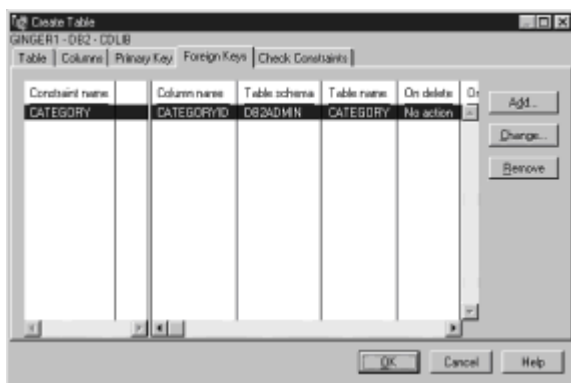 Create Table
GINGER1 - DB2 - CDLIB
Table Columns Primary Key Foreign Keys Check Constraints
Constraint name Column name Table schema Table name On delete
CATEGORY CATEGORYID DB2ADMIN CATEGORY No action
Add...
Change...
Remove
OK Cancel Help